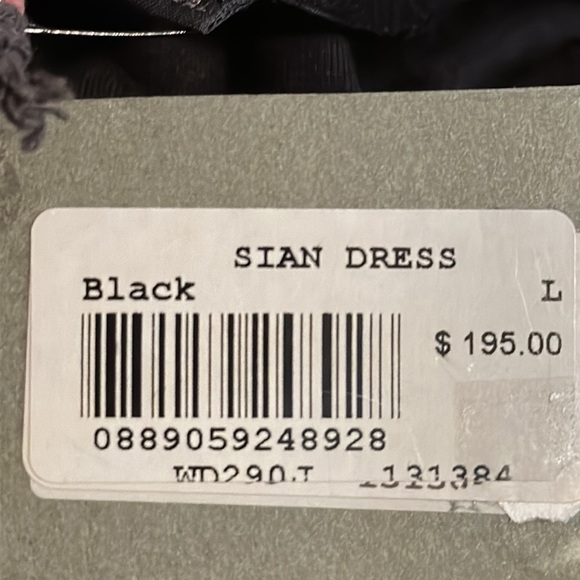 SIAN DRESS
Black L
$ 195.00
0889059248928